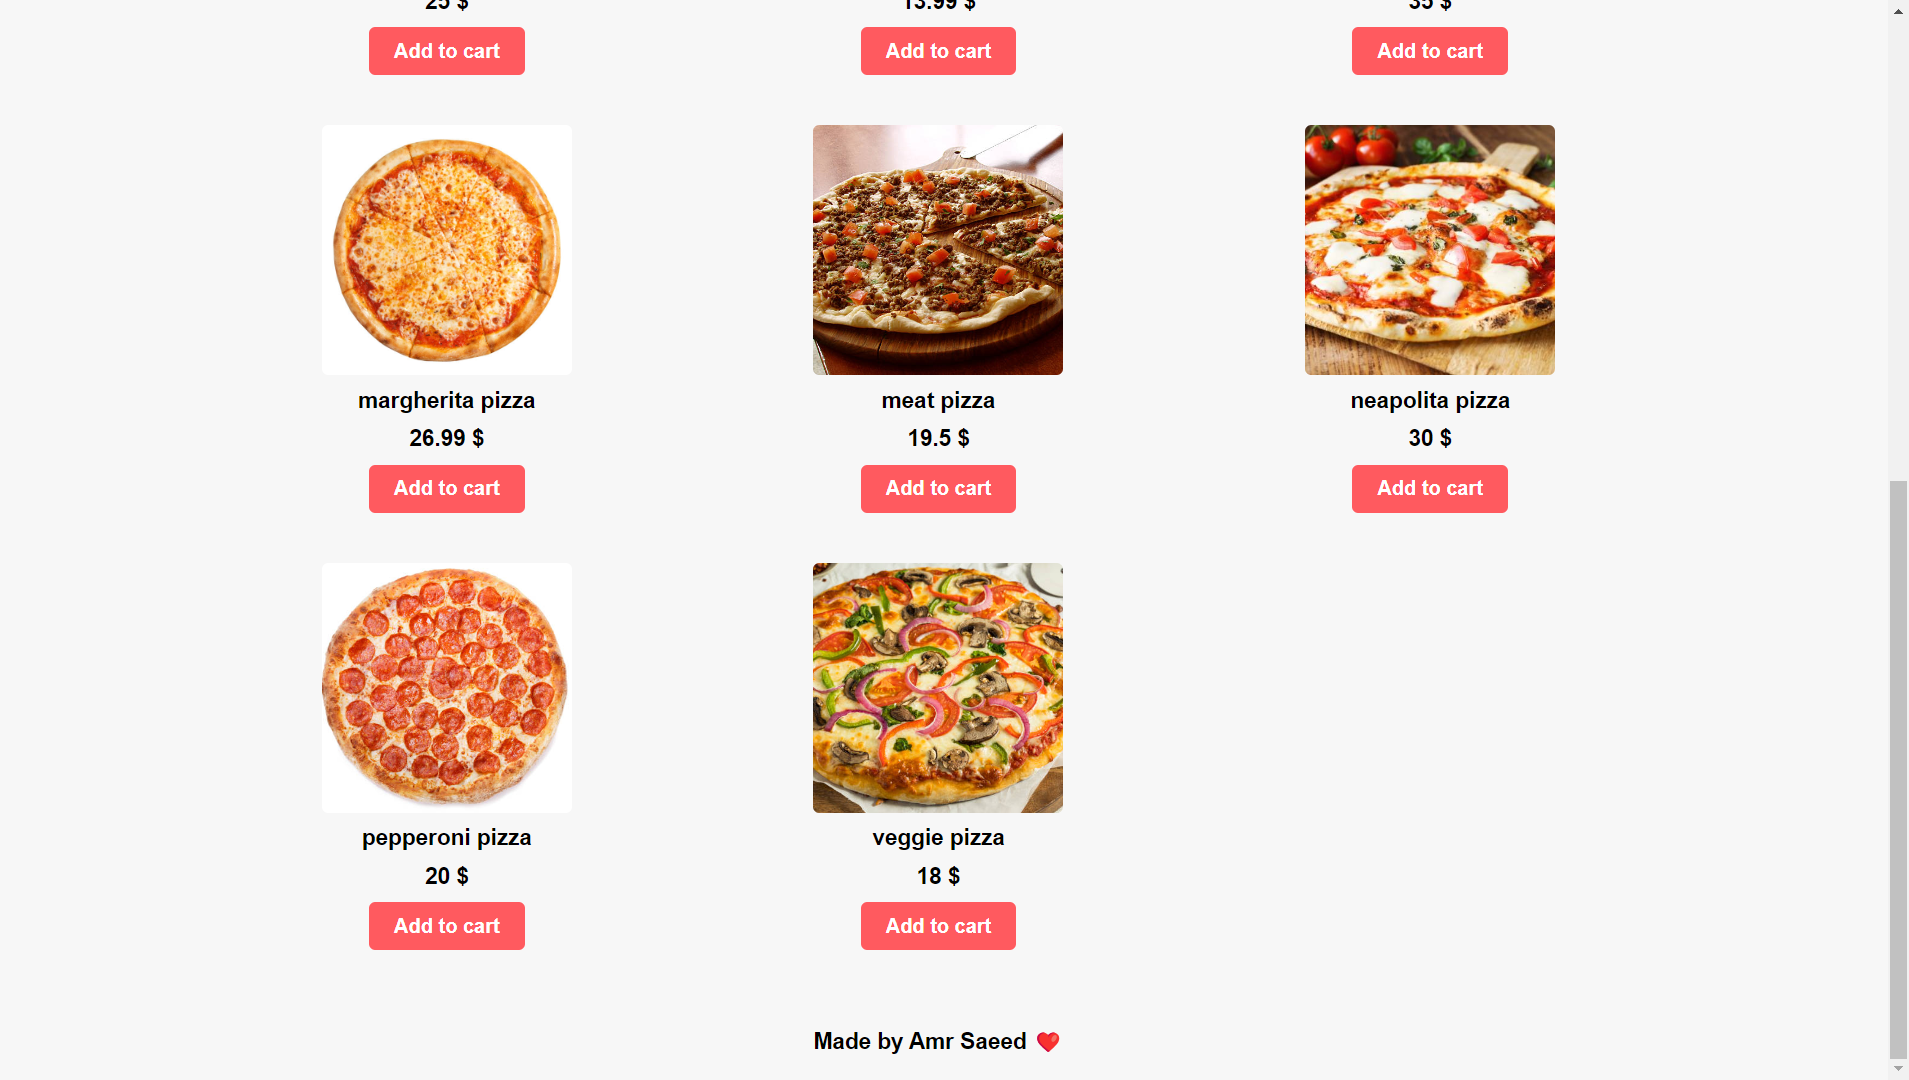 25 $
13.99 $
35 $
Add to cart
Add to cart
Add to cart
margherita pizza
meat pizza
neapolita pizza
26.99 $
19.5 $
30 $
Add to cart
Add to cart
Add to cart
pepperoni pizza
veggie pizza
20 $
18 $
Add to cart
Add to cart
Made by Amr Saeed ❤️